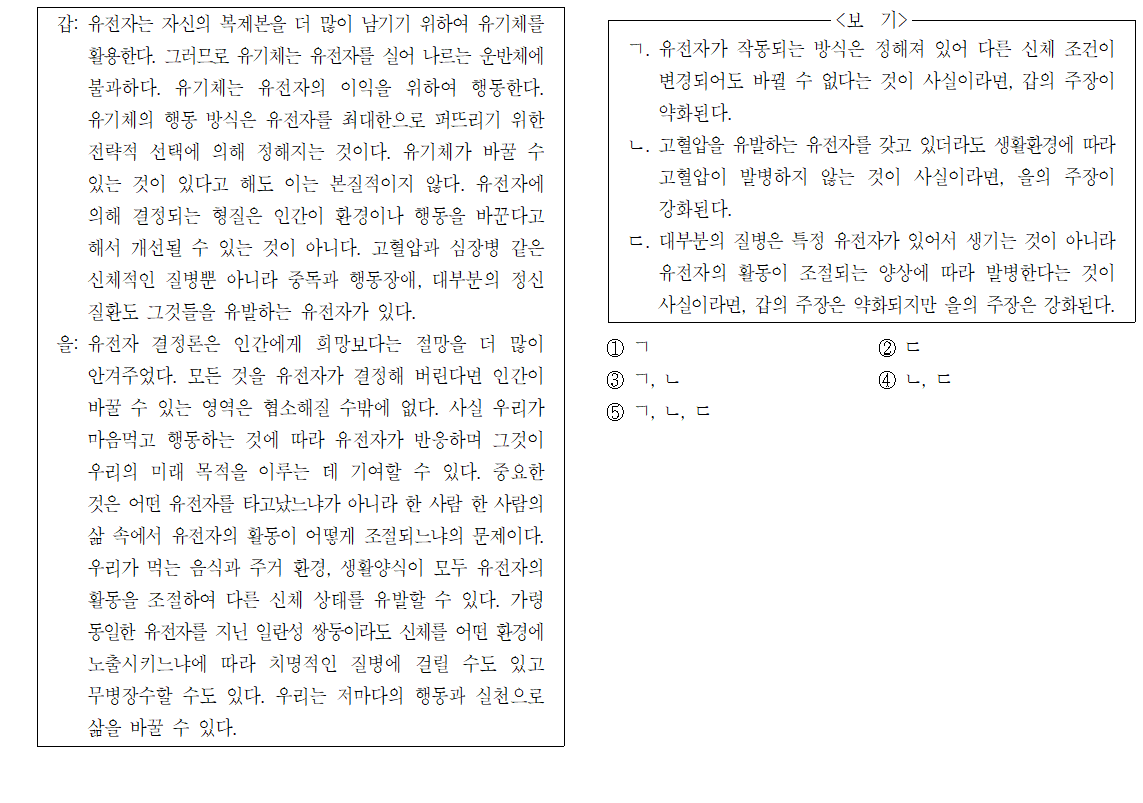 갑: 유전자는 자신의 복제본을 더 많이 남기기 위하여 유기체를
활용한다. 그러므로 유기체는 유전자를 실어 나르는 운반체에
불과하다. 유기체는 유전자의 이익을 위하여 행동한다.
유기체의 행동 방식은 유전자를 최대한으로 퍼뜨리기 위한
전략적 선택에 의해 정해지는 것이다. 유기체가 바꿀 수
있는 것이 있다고 해도 이는 본질적이지 않다. 유전자에
의해 결정되는 형질은 인간이 환경이나 행동을 바꾼다고
해서 개선될 수 있는 것이 아니다. 고혈압과 심장병 같은
신체적인 질병뿐 아니라 중독과 행동장애, 대부분의 정신
질환도 그것들을 유발하는 유전자가 있다.
을: 유전자 결정론은 인간에게 희망보다는 절망을 더 많이
안겨주었다. 모든 것을 유전자가 결정해 버린다면 인간이
바꿀 수 있는 영역은 협소해질 수밖에 없다. 사실 우리가
마음먹고 행동하는 것에 따라 유전자가 반응하며 그것이
우리의 미래 목적을 이루는 데 기여할 수 있다. 중요한
것은 어떤 유전자를 타고났느냐가 아니라 한 사람 한 사람의
삶 속에서 유전자의 활동이 어떻게 조절되느냐의 문제이다.
우리가 먹는 음식과 주거 환경, 생활양식이 모두 유전자의
활동을 조절하여 다른 신체 상태를 유발할 수 있다. 가령
동일한 유전자를 지닌 일란성 쌍둥이라도 신체를 어떤 환경에
노출시키느냐에 따라 치명적인 질병에 걸릴 수도 있고
무병장수할 수도 있다. 우리는 저마다의 행동과 실천으로
삶을 바꿀 수 있다.
<보 기>
ㄱ. 유전자가 작동되는 방식은 정해져 있어 다른 신체 조건이
변경되어도 바뀔 수 없다는 것이 사실이라면, 갑의 주장이
약화된다.
ㄴ. 고혈압을 유발하는 유전자를 갖고 있더라도 생활환경에 따라
고혈압이 발병하지 않는 것이 사실이라면, 을의 주장이
강화된다.
ㄷ. 대부분의 질병은 특정 유전자가 있어서 생기는 것이 아니라
유전자의 활동이 조절되는 양상에 따라 발병한다는 것이
사실이라면, 갑의 주장은 약화되지만 을의 주장은 강화된다.
① ㄱ ② ㄷ
③ ㄱ, ㄴ ④ ㄴ, ㄷ
⑤ ㄱ, ㄴ, ㄷ